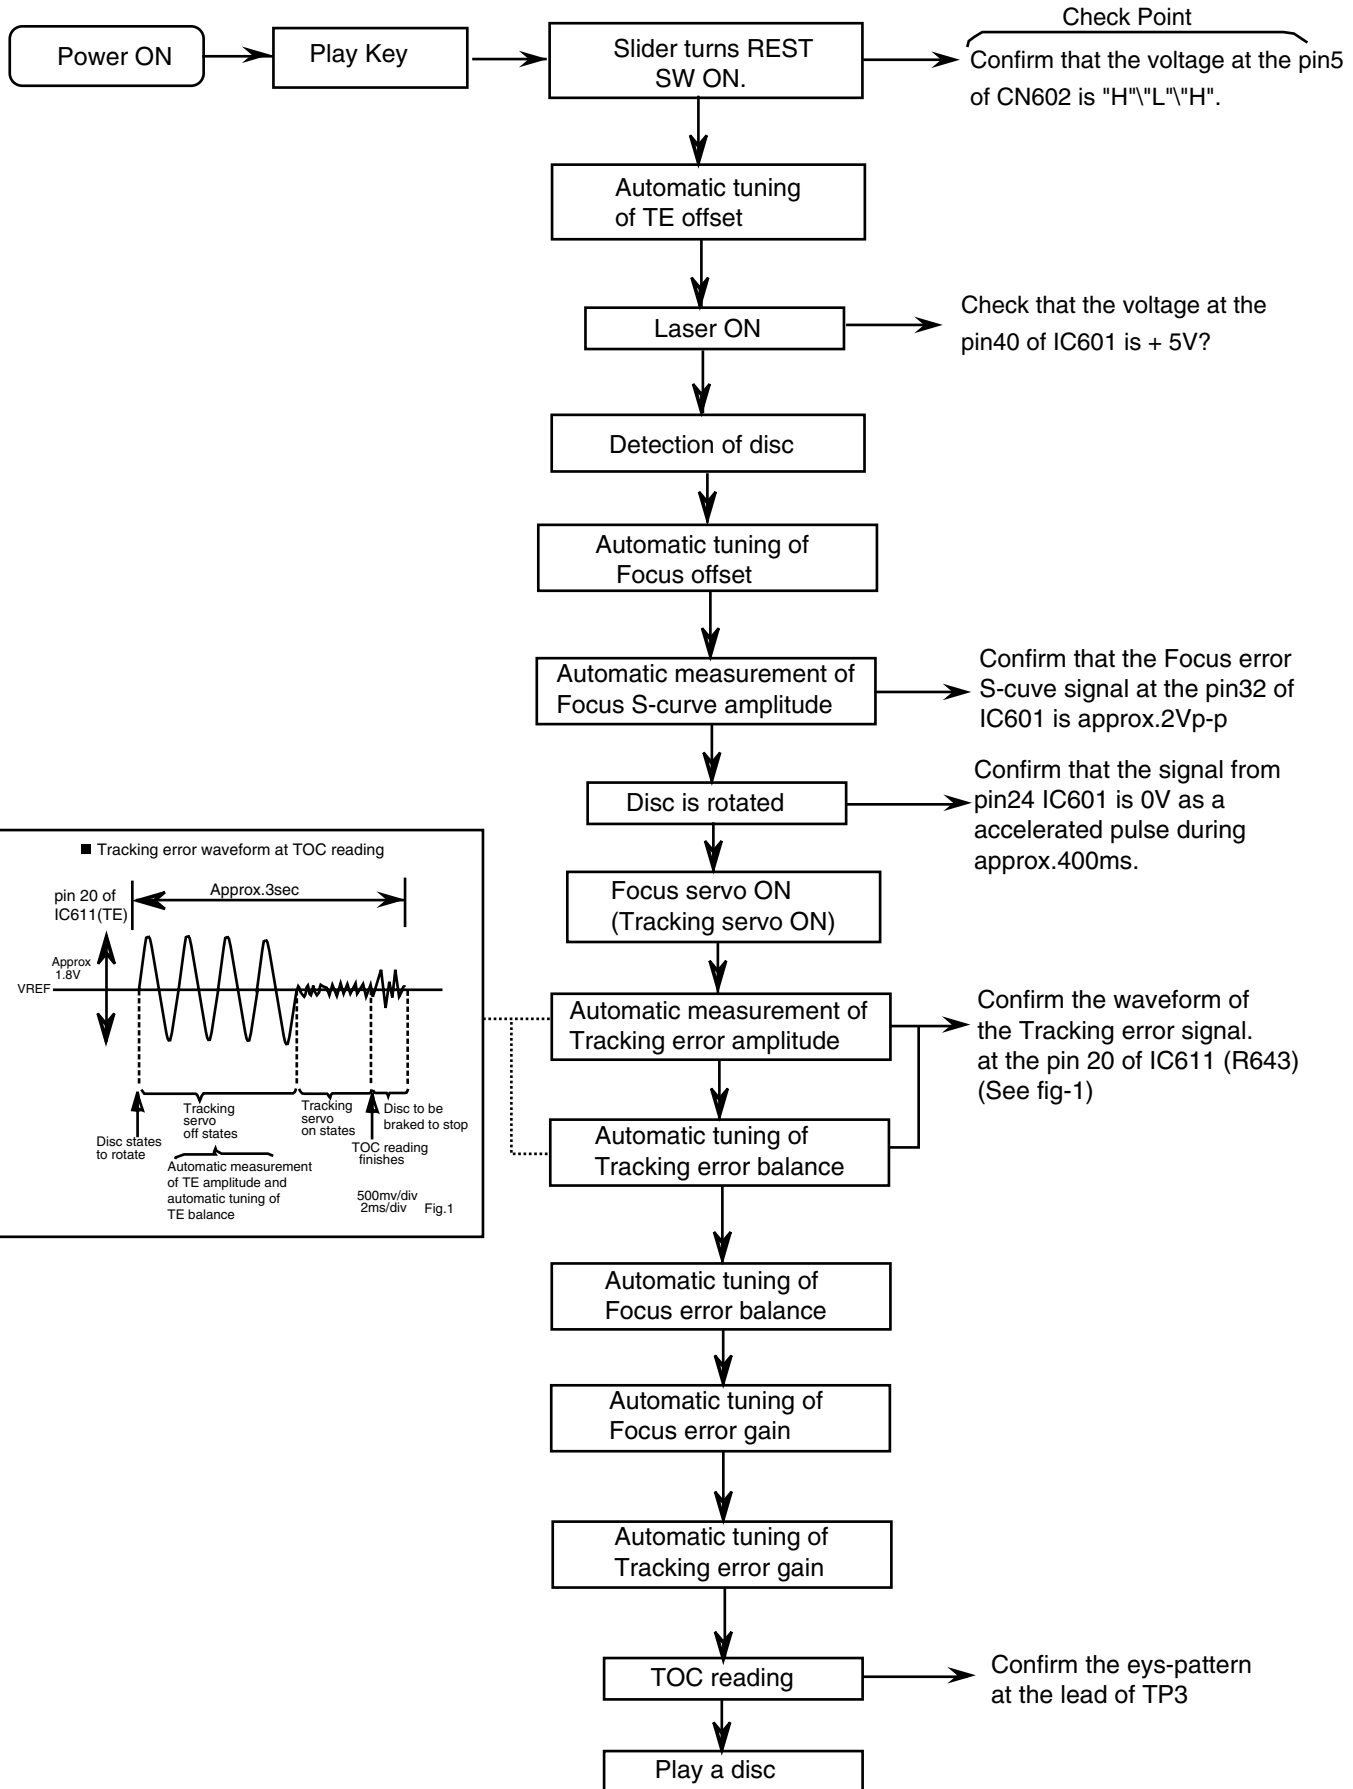 Check Point
Power ON
Play Key
Slider turns REST
SW ON.
Confirm that the voltage at the pin5
of CN602 is "H"\"L"\"H".
Automatic tuning
of TE offset
Laser ON
Check that the voltage at the
pin40 of IC601 is + 5V?
Detection of disc
Automatic tuning of
Focus offset
Automatic measurement of
Focus S-curve amplitude
Confirm that the Focus error
S-cuve signal at the pin32 of
IC601 is approx.2Vp-p
Disc is rotated
Confirm that the signal from
pin24 IC601 is 0V as a
accelerated pulse during
approx.400ms.
Focus servo ON
(Tracking servo ON)
■ Tracking error waveform at TOC reading
pin 20 of
IC611(TE)
Approx.3sec
Approx
1.8V
VREF
Disc states
to rotate
Tracking
servo
off states
Tracking
servo
on states
Disc to be
braked to stop
TOC reading
finishes
Automatic measurement
of TE amplitude and
automatic tuning of
TE balance
500mv/div
2ms/div
Fig.1
Automatic measurement of
Tracking error amplitude
Confirm the waveform of
the Tracking error signal.
at the pin 20 of IC611 (R643)
(See fig-1)
Automatic tuning of
Tracking error balance
Automatic tuning of
Focus error balance
Automatic tuning of
Focus error gain
Automatic tuning of
Tracking error gain
TOC reading
Confirm the eys-pattern
at the lead of TP3
Play a disc